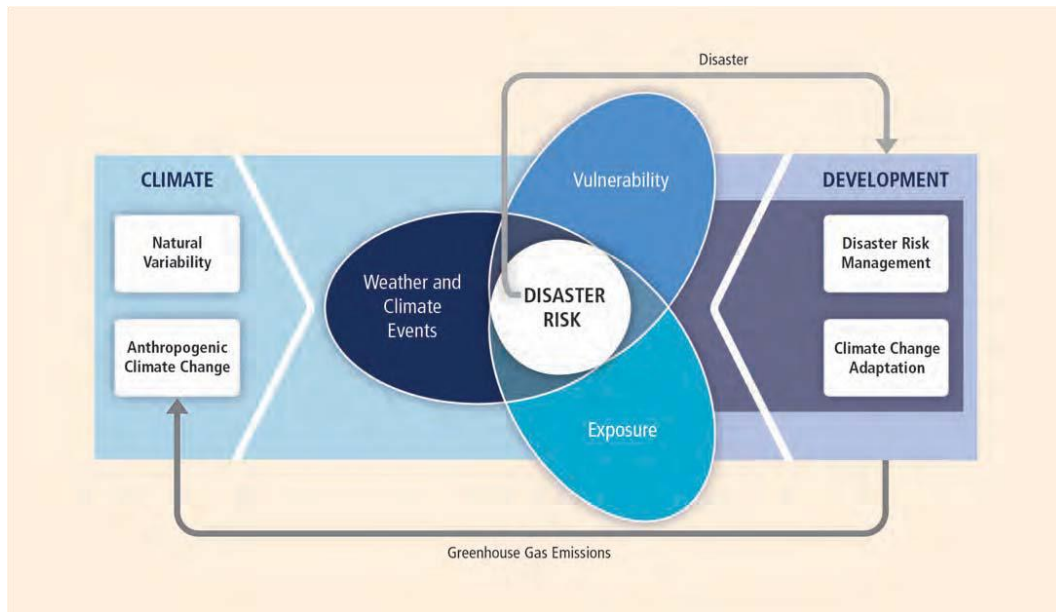 Disaster
CLIMATE
Natural
Variability
Anthropogenic
Climate Change
Vulnerability
Weather and
Climate
Events
DISASTER
RISK
Exposure
DEVELOPMENT
Disaster Risk
Management
Climate Change
Adaptation
Greenhouse Gas Emissions